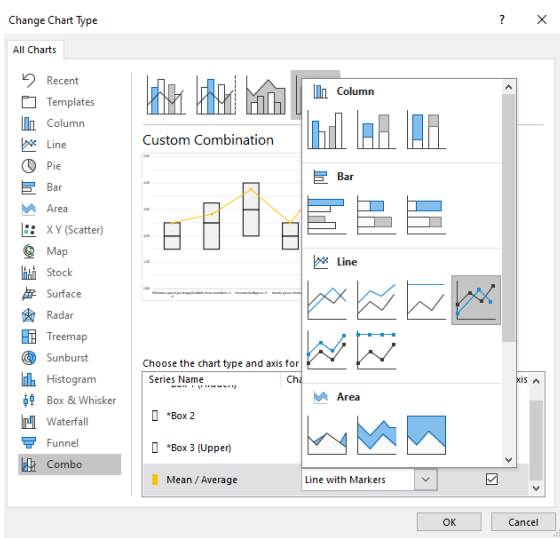 Change Chart Type
?
All Charts
Recent
Templates
Column
Line
Pie
Bar
Area
X Y (Scatter)
Map
Stock
Surface
Radar
Treemap
Sunburst
Histogram
Box & Whisker
Waterfall
Funnel
Combo
Custom Combination
Column
Bar
Line
Area
Choose the chart type and axis for
Series Name
Cha
xis
*Box 2
*Box 3 (Upper)
Mean / Average
Line with Markers
OK
Cancel